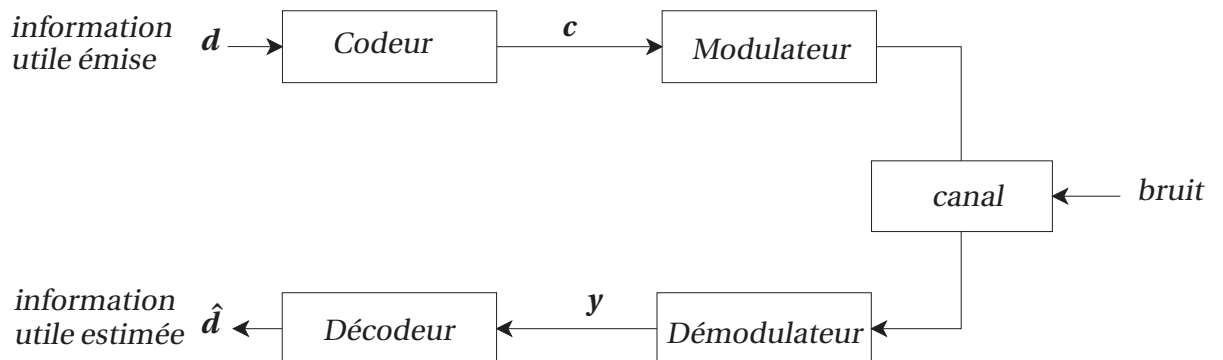 information
utile émise
d
Codeur
c
Modulateur
canal
bruit
information
utile estimée
d̂
Décodeur
y
Démodulateur